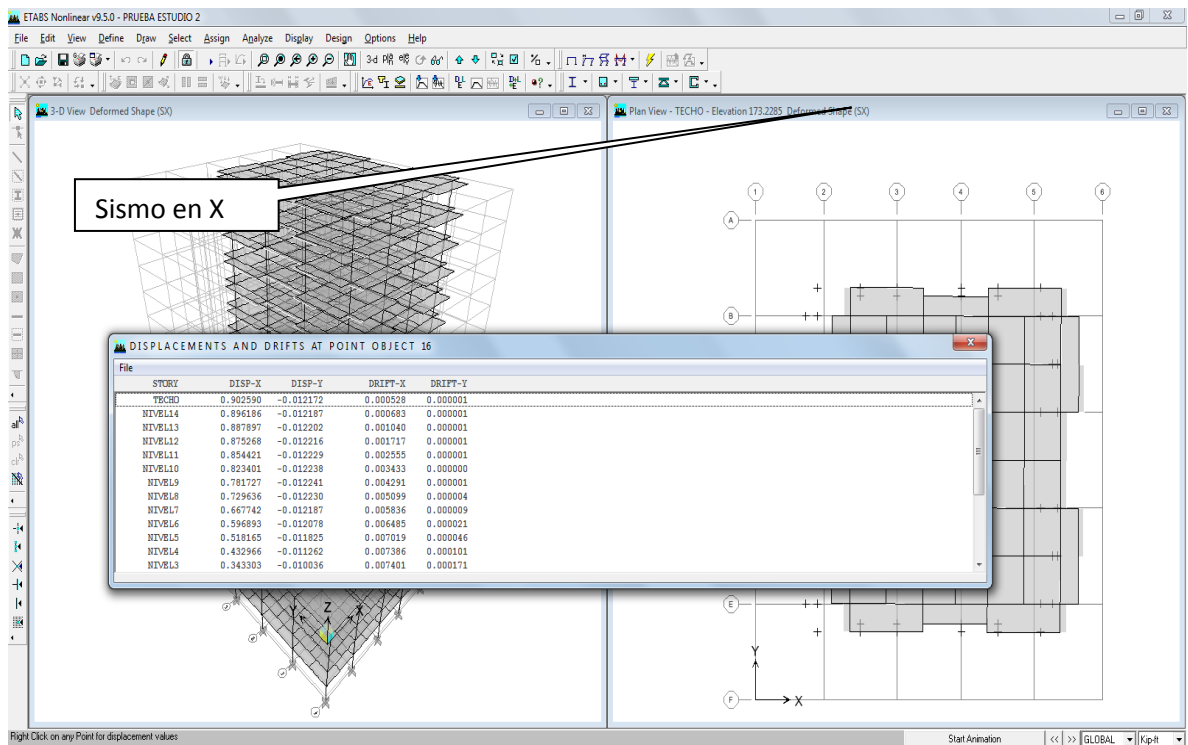 ETABS Nonlinear v9.5.0 - PRUEBA ESTUDIO 2
File Edit View Define Draw Select Assign Analyze Display Design Options Help
3-d
3-D View Deformed Shape (SX)
Plan View - TECHO - Elevation 173.2285 Deformed Shape (SX)
Sismo en X
1 2 3 4 5 6
A
B
DISPLACEMENTS AND DRIFTS AT POINT OBJECT 16
File
STORY DISP-X DISP-Y DRIFT-X DRIFT-Y
TECHO 0.902590 -0.012172 0.000528 0.000001
NIVEL14 0.896186 -0.012187 0.000683 0.000001
NIVEL13 0.887897 -0.012202 0.001040 0.000001
NIVEL12 0.875268 -0.012216 0.001717 0.000001
NIVEL11 0.854421 -0.012229 0.002555 0.000001
NIVEL10 0.823401 -0.012238 0.003433 0.000000
NIVEL9 0.781727 -0.012241 0.004291 0.000001
NIVEL8 0.729636 -0.012230 0.005099 0.000004
NIVEL7 0.667742 -0.012187 0.005836 0.000009
NIVEL6 0.596893 -0.012078 0.006485 0.000021
NIVEL5 0.518165 -0.011825 0.007019 0.000046
NIVEL4 0.432966 -0.011262 0.007386 0.000101
NIVEL3 0.343303 -0.010036 0.007401 0.000171
Y Z X
E
Y
F
X
Right Click on any Point for displacement values
Start Animation << >> GLOBAL Kip-ft